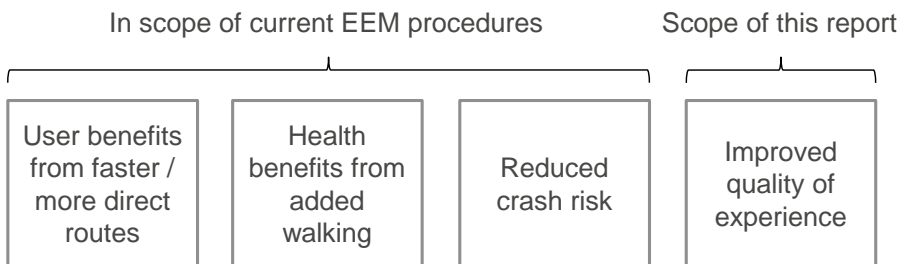 In scope of current EEM procedures
Scope of this report
User benefits
from faster /
more direct
routes
Health
benefits from
added
walking
Reduced
crash risk
Improved
quality of
experience